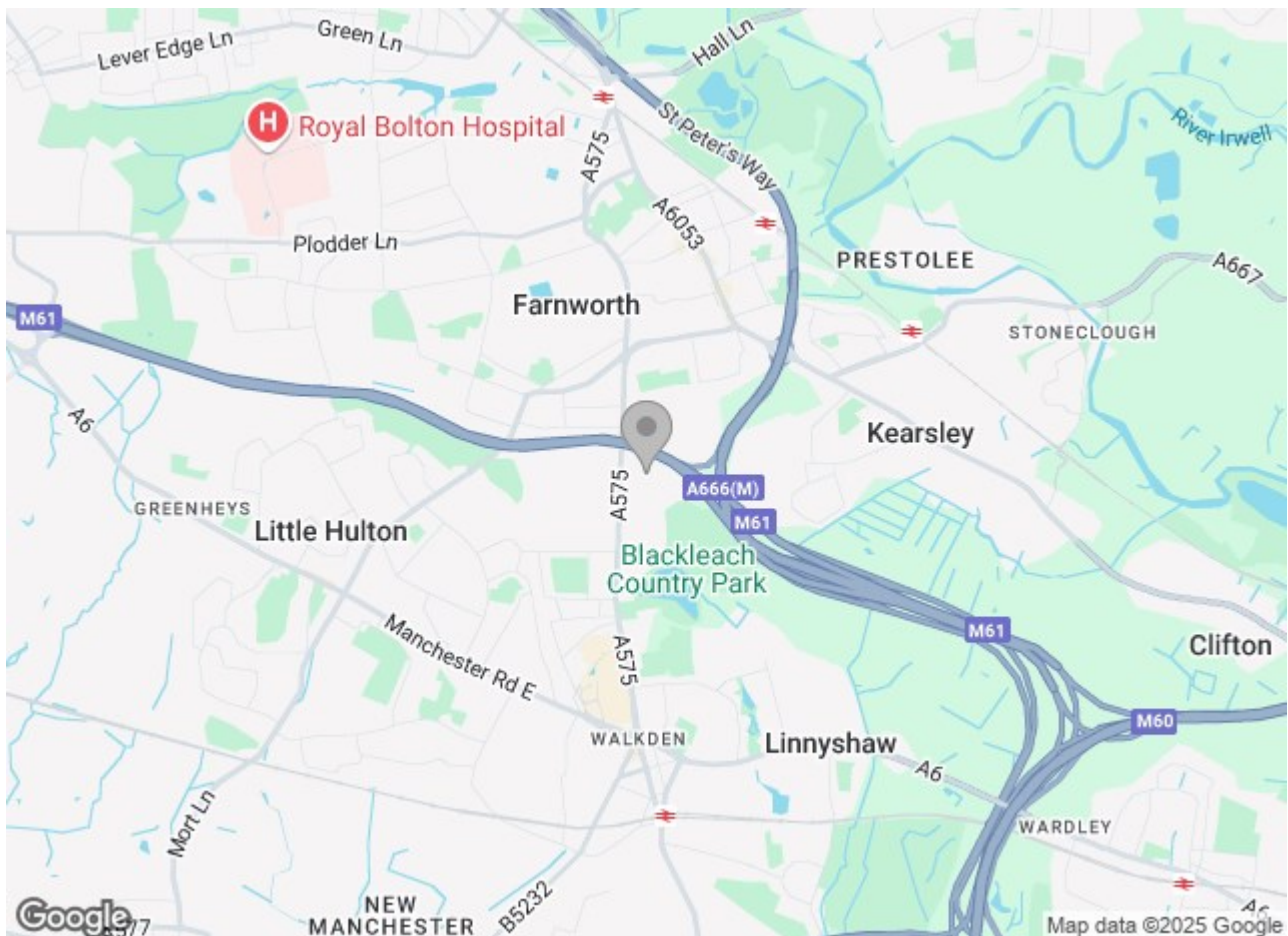 Lever Edge Ln
Green Ln
Hall Ln
H
Royal Bolton Hospital
A575
St Peter's Way
River Irwell
A6053
Plodder Ln
PRESTOLEE
A667
Farnworth
M61
STONECLOUGH
A6
Kearsley
A575
A666(M)
M61
GREENHEYS
Little Hulton
Blackleach
Country Park
M61
Clifton
Manchester Rd E
A575
M60
WALKDEN
Linnyshaw
A6
Mort Ln
WARDLEY
B5232
NEW
MANCHESTER
A6
Google
Map data ©2025 Google